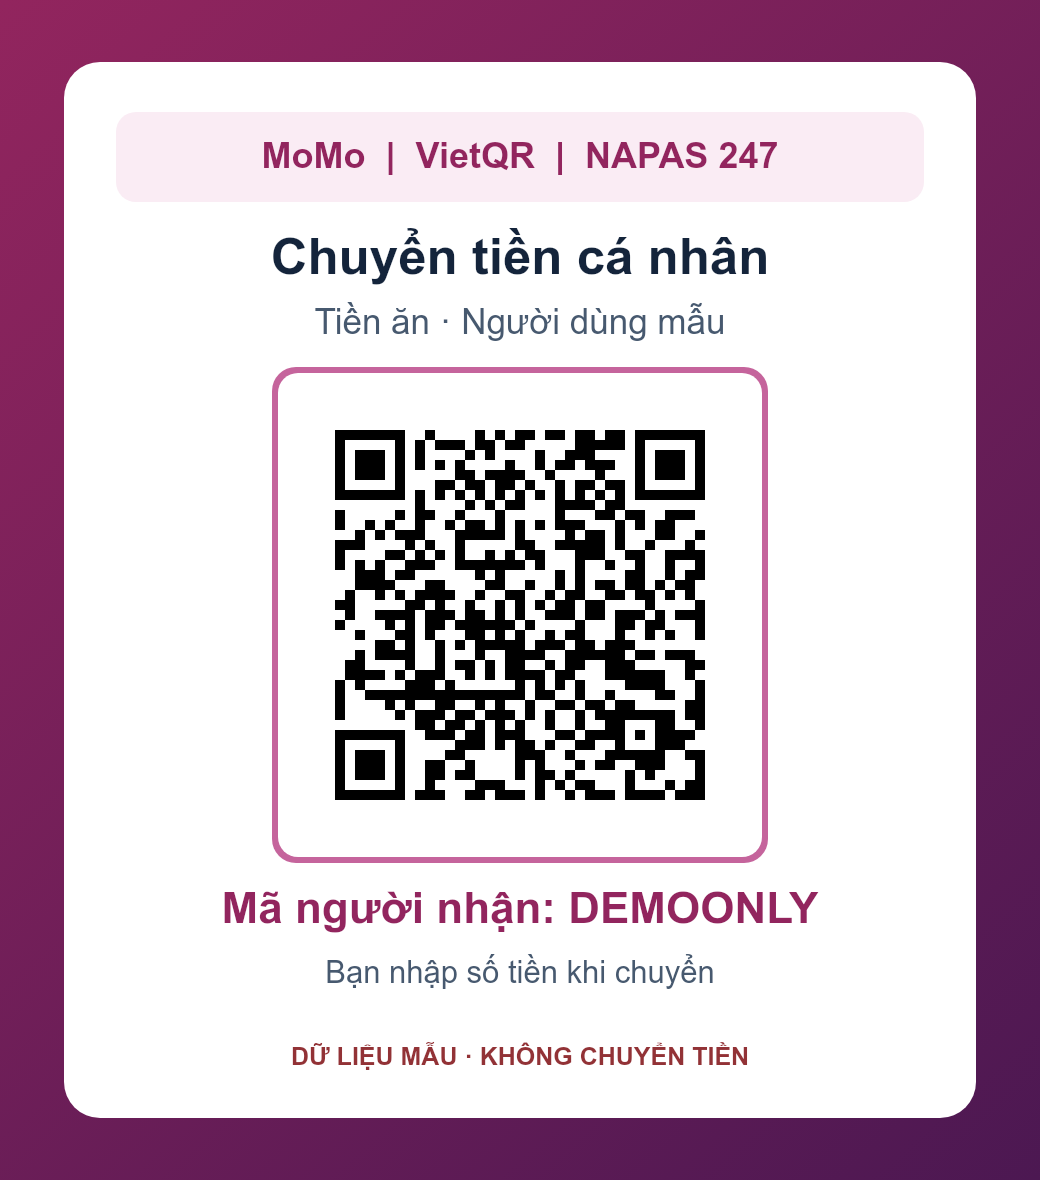 MoMo | VietQR | NAPAS 247
Chuyển tiền cá nhân
Tiền ăn · Người dùng mẫu
Mã người nhận: DEMOONLY
Bạn nhập số tiền khi chuyển
DỮ LIỆU MẪU · KHÔNG CHUYỂN TIỀN